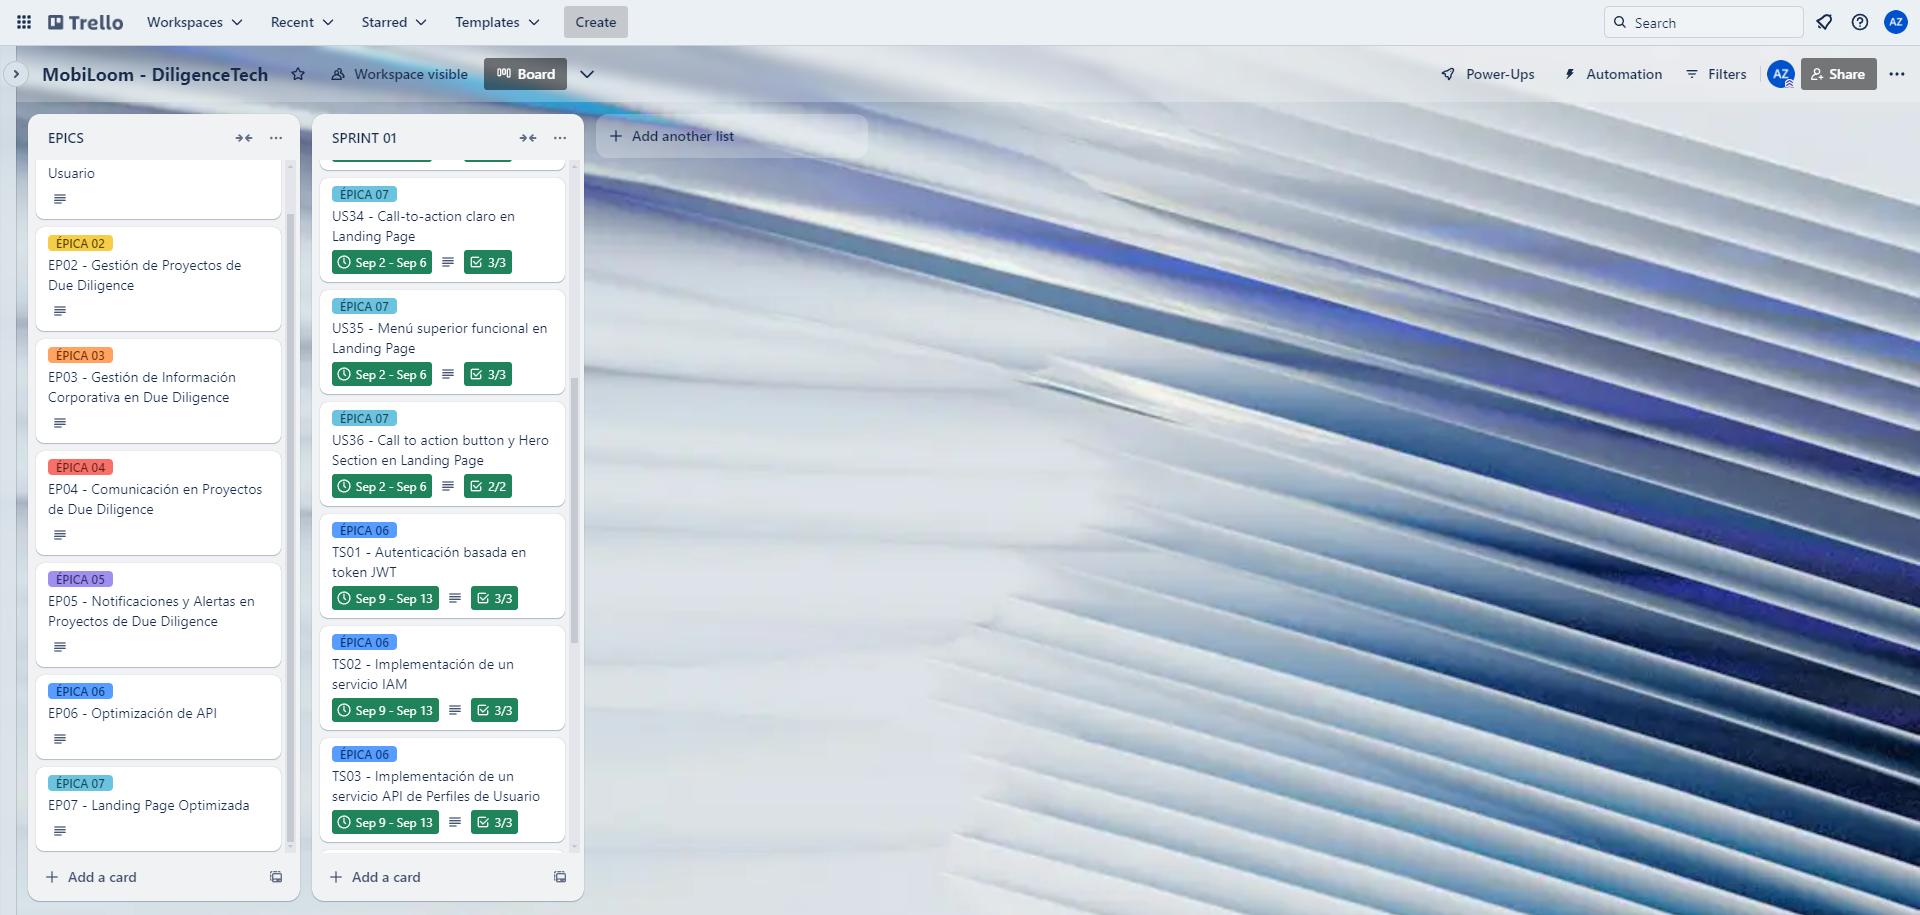 Trello
Workspaces
Recent
Starred
Templates
Create
Search
AZ
MobiLoom - DiligenceTech
Workspace visible
Board
Power-Ups
Automation
Filters
AZ
Share
EPICS
Usuario
ÉPICA 02
EP02 - Gestión de Proyectos de
Due Diligence
ÉPICA 03
EP03 - Gestión de Información
Corporativa en Due Diligence
ÉPICA 04
EP04 - Comunicación en Proyectos
de Due Diligence
ÉPICA 05
EP05 - Notificaciones y Alertas en
Proyectos de Due Diligence
ÉPICA 06
EP06 - Optimización de API
ÉPICA 07
EP07 - Landing Page Optimizada
Add a card
SPRINT 01
ÉPICA 07
US34 - Call-to-action claro en
Landing Page
Sep 2 - Sep 6
3/3
ÉPICA 07
US35 - Menú superior funcional en
Landing Page
Sep 2 - Sep 6
3/3
ÉPICA 07
US36 - Call to action button y Hero
Section en Landing Page
Sep 2 - Sep 6
2/2
ÉPICA 06
TS01 - Autenticación basada en
token JWT
Sep 9 - Sep 13
3/3
ÉPICA 06
TS02 - Implementación de un
servicio IAM
Sep 9 - Sep 13
3/3
ÉPICA 06
TS03 - Implementación de un
servicio API de Perfiles de Usuario
Sep 9 - Sep 13
3/3
Add a card
Add another list